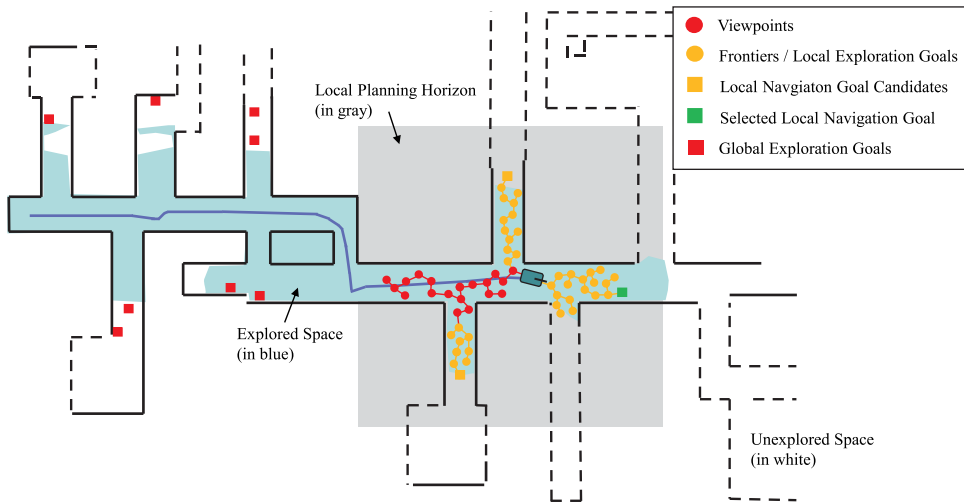 Viewpoints
Frontiers / Local Exploration Goals
Local Navgiaton Goal Candidates
Selected Local Navigation Goal
Global Exploration Goals
Local Planning Horizon
(in gray)
Explored Space
(in blue)
Unexplored Space
(in white)